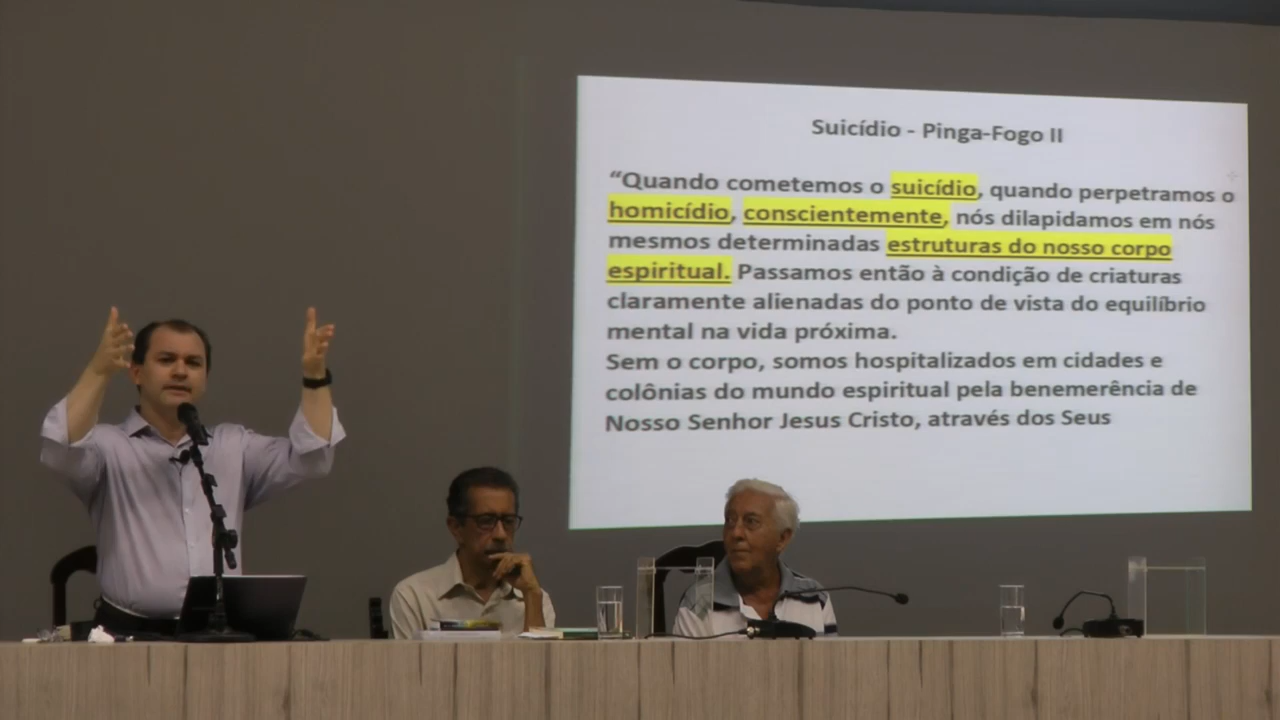 Suicídio - Pinga-Fogo II
“Quando cometemos o suicídio, quando perpetramos o
homicídio, conscientemente, nós dilapidamos em nós
mesmos determinadas estruturas do nosso corpo
espiritual. Passamos então à condição de criaturas
claramente alienadas do ponto de vista do equilíbrio
mental na vida próxima.
Sem o corpo, somos hospitalizados em cidades e
colônias do mundo espiritual pela benemerência de
Nosso Senhor Jesus Cristo, através dos Seus